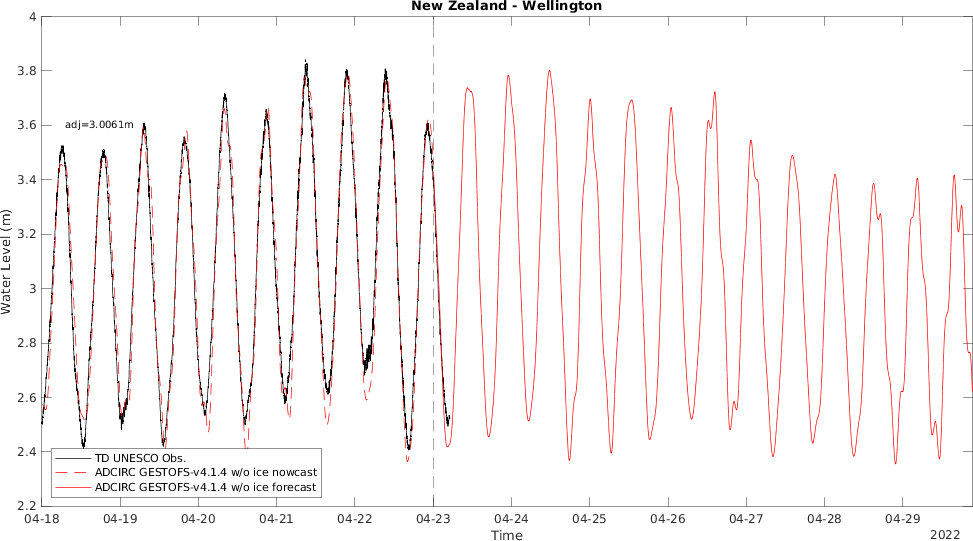 New Zealand - Wellington
4
3.8
3.6
3.4
3.2
3
2.8
2.6
2.4
2.2
Water Level (m)
adj=3.0061m
TD UNESCO Obs.
ADCIRC GESTOFS-v4.1.4 w/o ice nowcast
ADCIRC GESTOFS-v4.1.4 w/o ice forecast
04-18 04-19 04-20 04-21 04-22 04-23 04-24 04-25 04-26 04-27 04-28 04-29
Time
2022